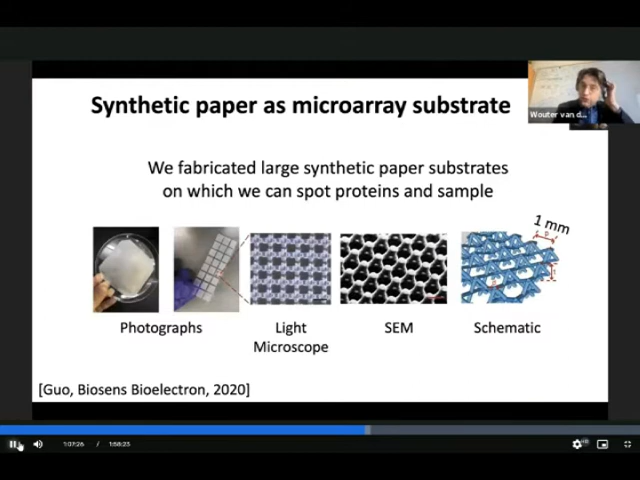 Synthetic paper as microarray substrate
Wouter van d...
We fabricated large synthetic paper substrates
on which we can spot proteins and sample
1 mm
Photographs
Light
Microscope
SEM
Schematic
[Guo, Biosens Bioelectron, 2020]
1:07:26 / 1:58:23